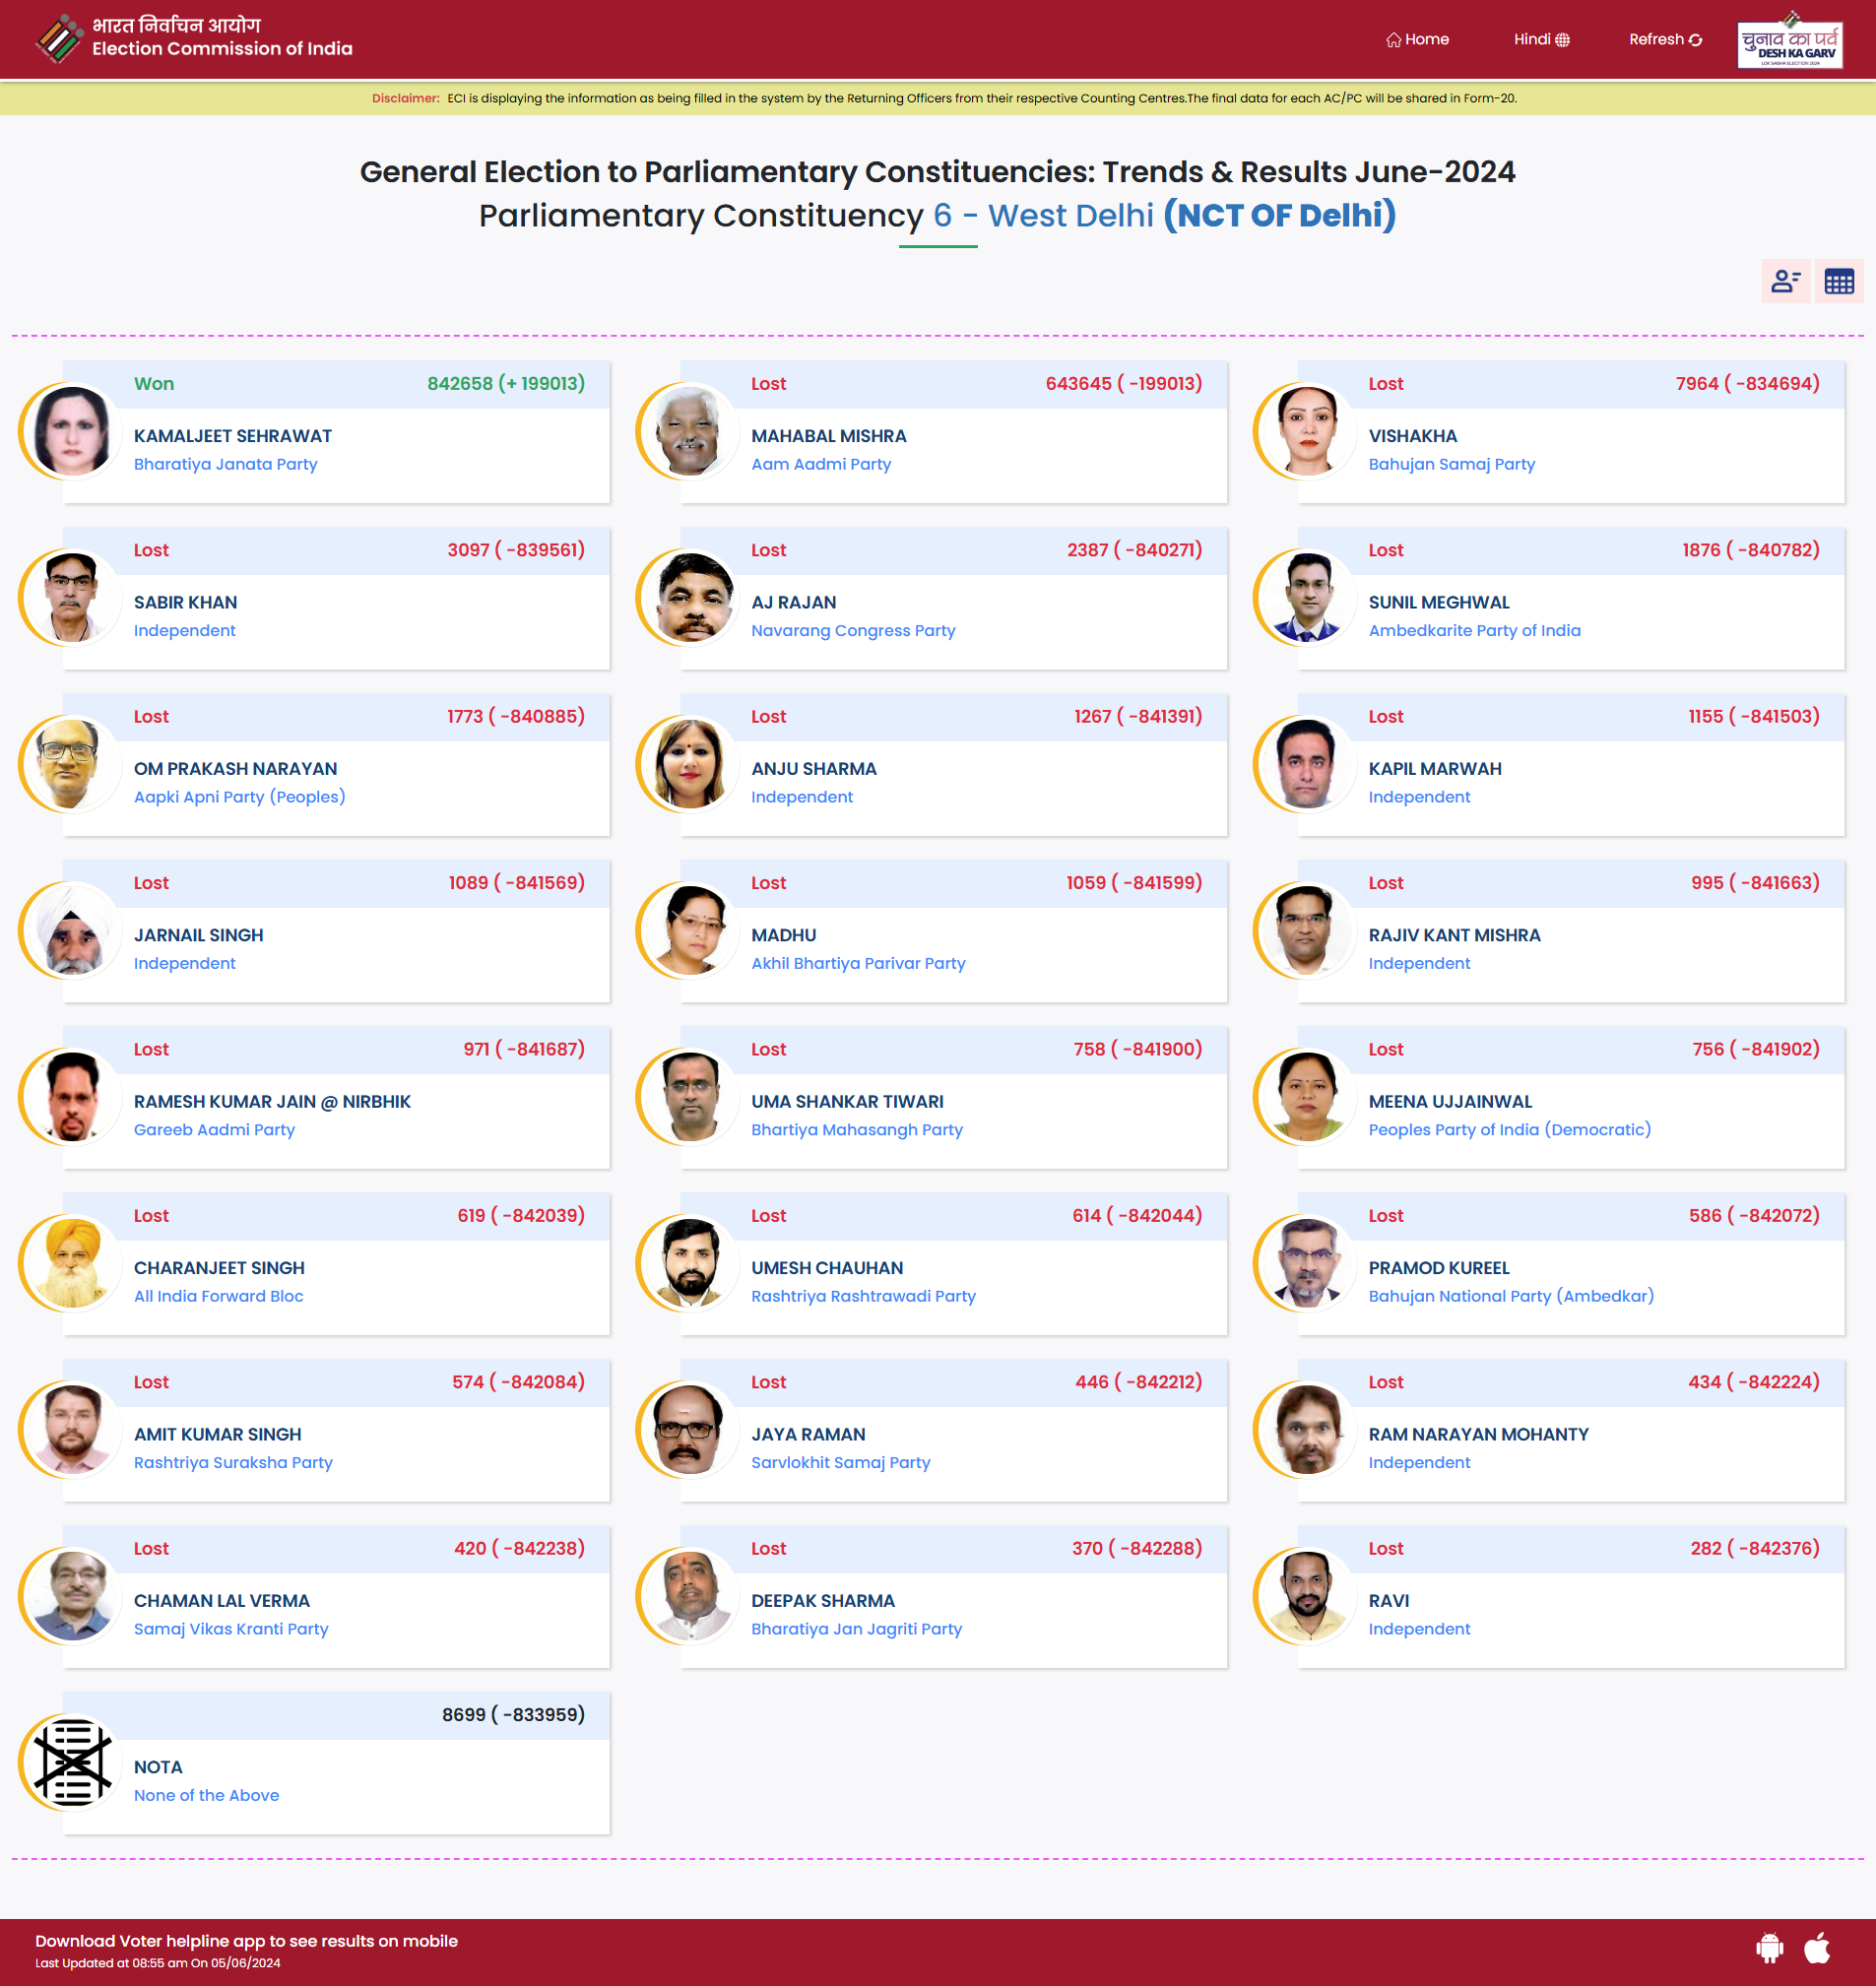 भारत निर्वाचन आयोग
Election Commission of India
Home
Hindi
Refresh
चुनाव का पर्व
DESH KA GARV
LOK SABHA ELECTION 2024
Disclaimer: ECI is displaying the information as being filled in the system by the Returning Officers from their respective Counting Centres.The final data for each AC/PC will be shared in Form-20.
General Election to Parliamentary Constituencies: Trends & Results June-2024
Parliamentary Constituency 6 - West Delhi (NCT OF Delhi)
Won 842658 (+ 199013)
KAMALJEET SEHRAWAT
Bharatiya Janata Party
Lost 643645 ( -199013)
MAHABAL MISHRA
Aam Aadmi Party
Lost 7964 ( -834694)
VISHAKHA
Bahujan Samaj Party
Lost 3097 ( -839561)
SABIR KHAN
Independent
Lost 2387 ( -840271)
AJ RAJAN
Navarang Congress Party
Lost 1876 ( -840782)
SUNIL MEGHWAL
Ambedkarite Party of India
Lost 1773 ( -840885)
OM PRAKASH NARAYAN
Aapki Apni Party (Peoples)
Lost 1267 ( -841391)
ANJU SHARMA
Independent
Lost 1155 ( -841503)
KAPIL MARWAH
Independent
Lost 1089 ( -841569)
JARNAIL SINGH
Independent
Lost 1059 ( -841599)
MADHU
Akhil Bhartiya Parivar Party
Lost 995 ( -841663)
RAJIV KANT MISHRA
Independent
Lost 971 ( -841687)
RAMESH KUMAR JAIN @ NIRBHIK
Gareeb Aadmi Party
Lost 758 ( -841900)
UMA SHANKAR TIWARI
Bhartiya Mahasangh Party
Lost 756 ( -841902)
MEENA UJJAINWAL
Peoples Party of India (Democratic)
Lost 619 ( -842039)
CHARANJEET SINGH
All India Forward Bloc
Lost 614 ( -842044)
UMESH CHAUHAN
Rashtriya Rashtrawadi Party
Lost 586 ( -842072)
PRAMOD KUREEL
Bahujan National Party (Ambedkar)
Lost 574 ( -842084)
AMIT KUMAR SINGH
Rashtriya Suraksha Party
Lost 446 ( -842212)
JAYA RAMAN
Sarvlokhit Samaj Party
Lost 434 ( -842224)
RAM NARAYAN MOHANTY
Independent
Lost 420 ( -842238)
CHAMAN LAL VERMA
Samaj Vikas Kranti Party
Lost 370 ( -842288)
DEEPAK SHARMA
Bharatiya Jan Jagriti Party
Lost 282 ( -842376)
RAVI
Independent
8699 ( -833959)
NOTA
None of the Above
Download Voter helpline app to see results on mobile
Last Updated at 08:55 am On 05/06/2024